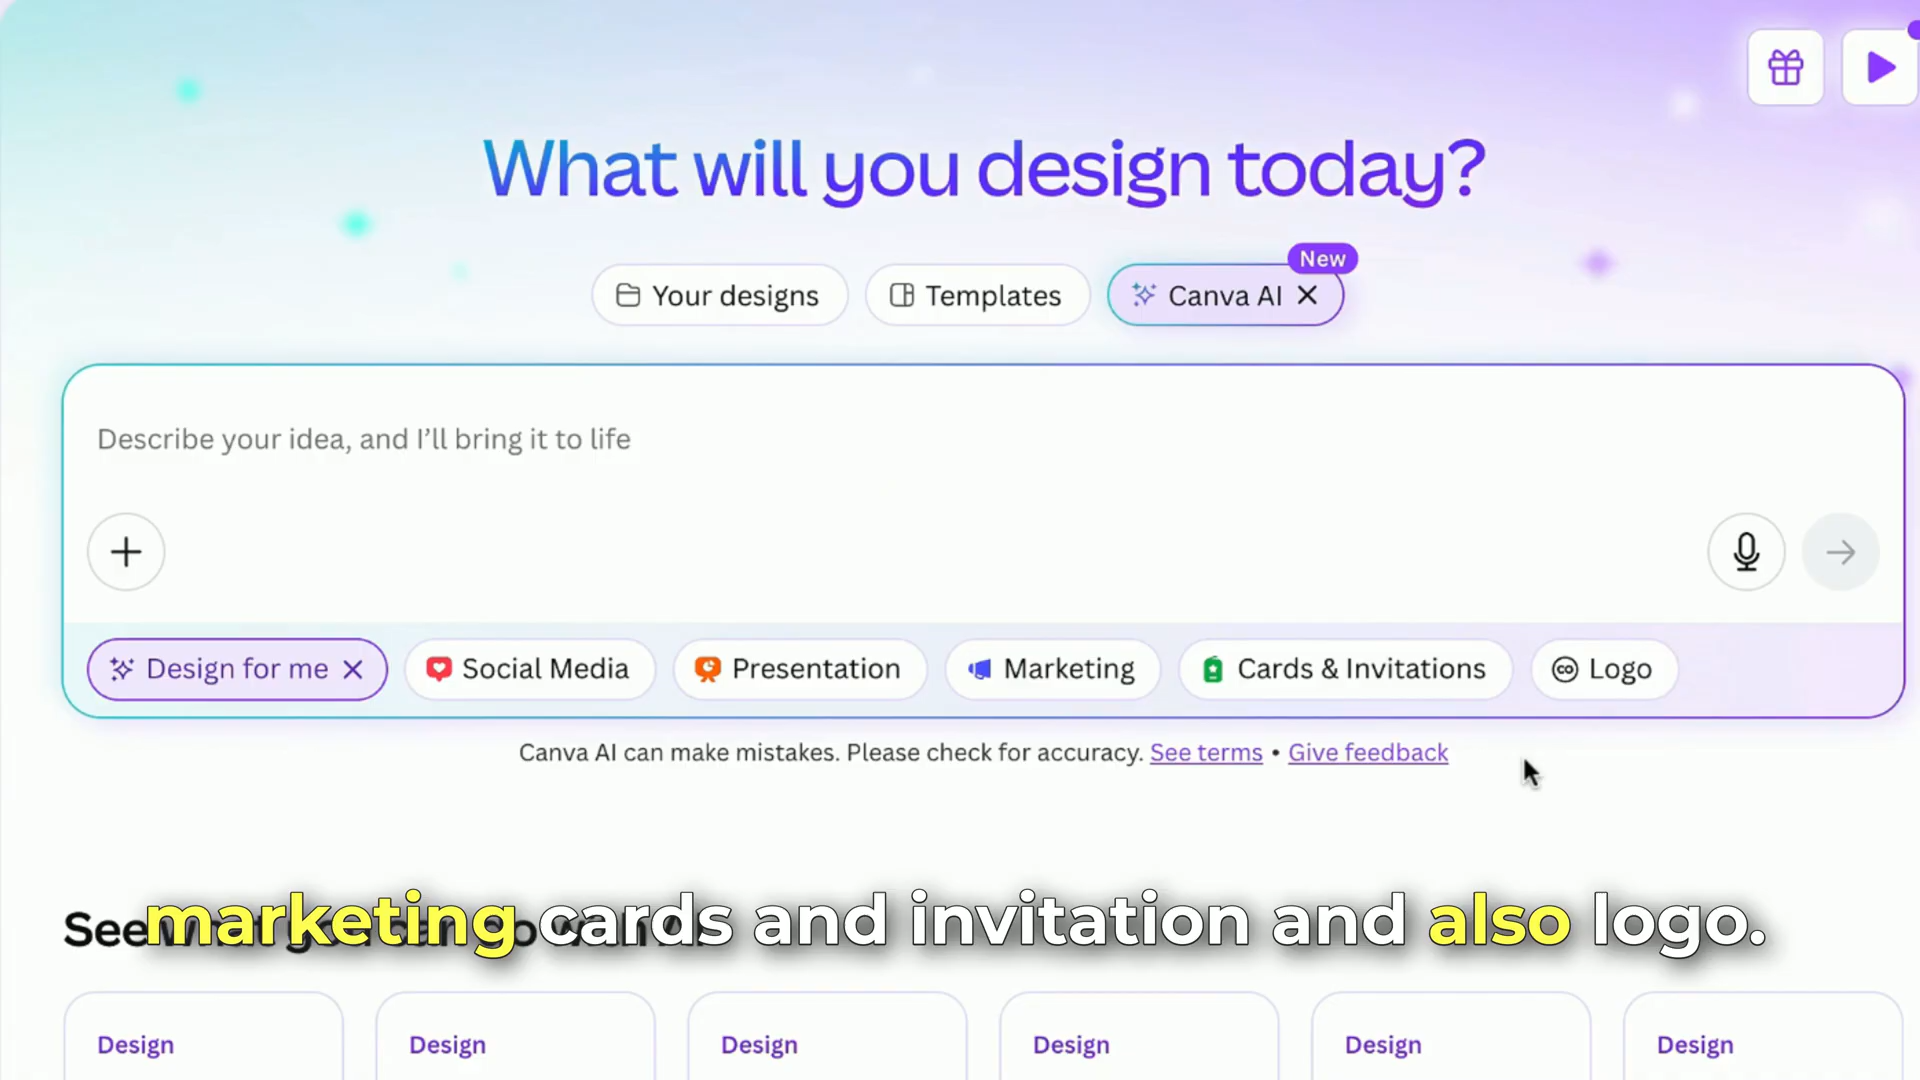 What will you design today?
New
Your designs
Templates
Canva AI
Describe your idea, and I'll bring it to life
Design for me
Social Media
Presentation
Marketing
Cards & Invitations
Logo
Canva AI can make mistakes. Please check for accuracy. See terms • Give feedback
See
marketing cards and invitation and also logo.
Design
Design
Design
Design
Design
Design